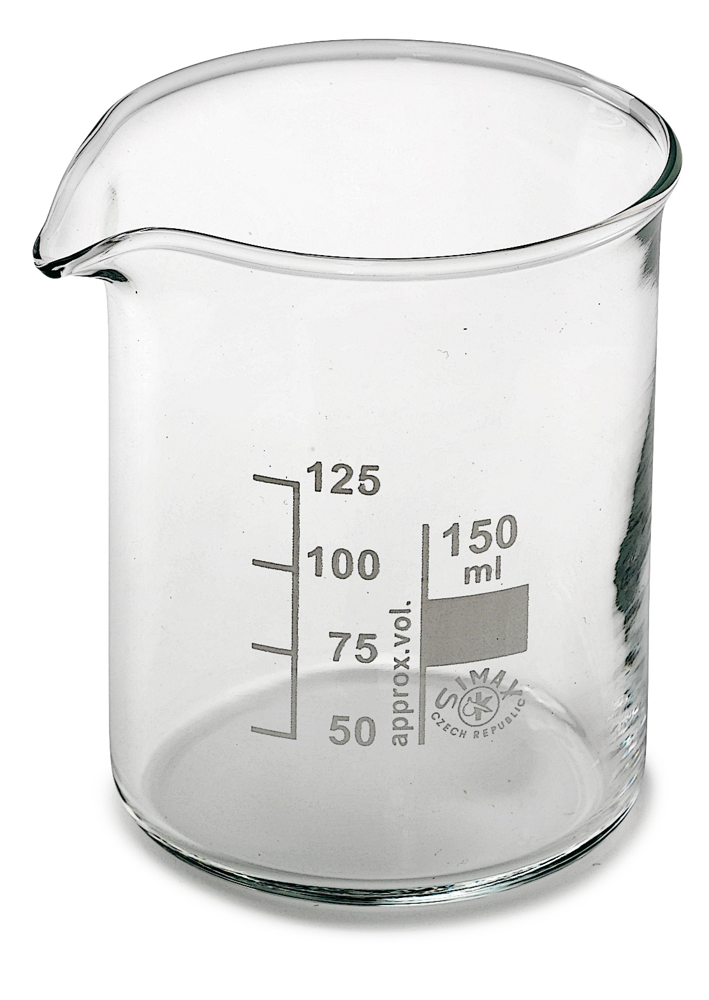 125
100
75
50
approx.vol.
150
ml
SIMAX
CZECH REPUBLIC